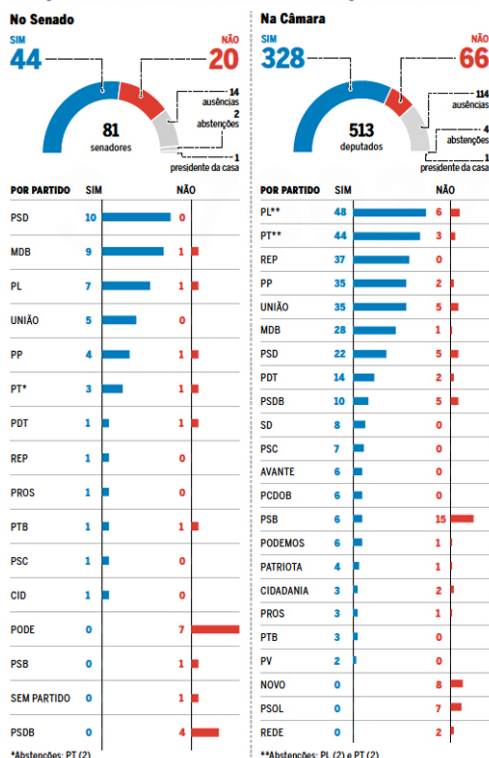 No Senado
SIM
44
NÃO
20
14
ausências
2
abstenções
1
presidente da casa
81
senadores
POR PARTIDO SIM NÃO
PSD 10 0
MDB 9 1
PL 7 1
UNIÃO 5 0
PP 4 1
PT* 3 1
PDT 1 1
REP 1 0
PROS 1 0
PTB 1 1
PSC 1 0
CID 1 0
PODE 0 7
PSB 0 1
SEM PARTIDO 0 1
PSDB 0 4
*Abstenções: PT (2)
Na Câmara
SIM
328
NÃO
66
114
ausências
4
abstenções
1
presidente da casa
513
deputados
POR PARTIDO SIM NÃO
PL** 48 6
PT** 44 3
REP 37 0
PP 35 2
UNIÃO 35 5
MDB 28 1
PSD 22 5
PDT 14 2
PSDB 10 5
SD 8 0
PSC 7 0
AVANTE 6 0
PCDOB 6 0
PSB 6 15
PODEMOS 6 1
PATRIOTA 4 1
CIDADANIA 3 2
PROS 3 1
PTB 3 0
PV 2 0
NOVO 0 8
PSOL 0 7
REDE 0 2
**Abstenções: PL (2) e PT (2)